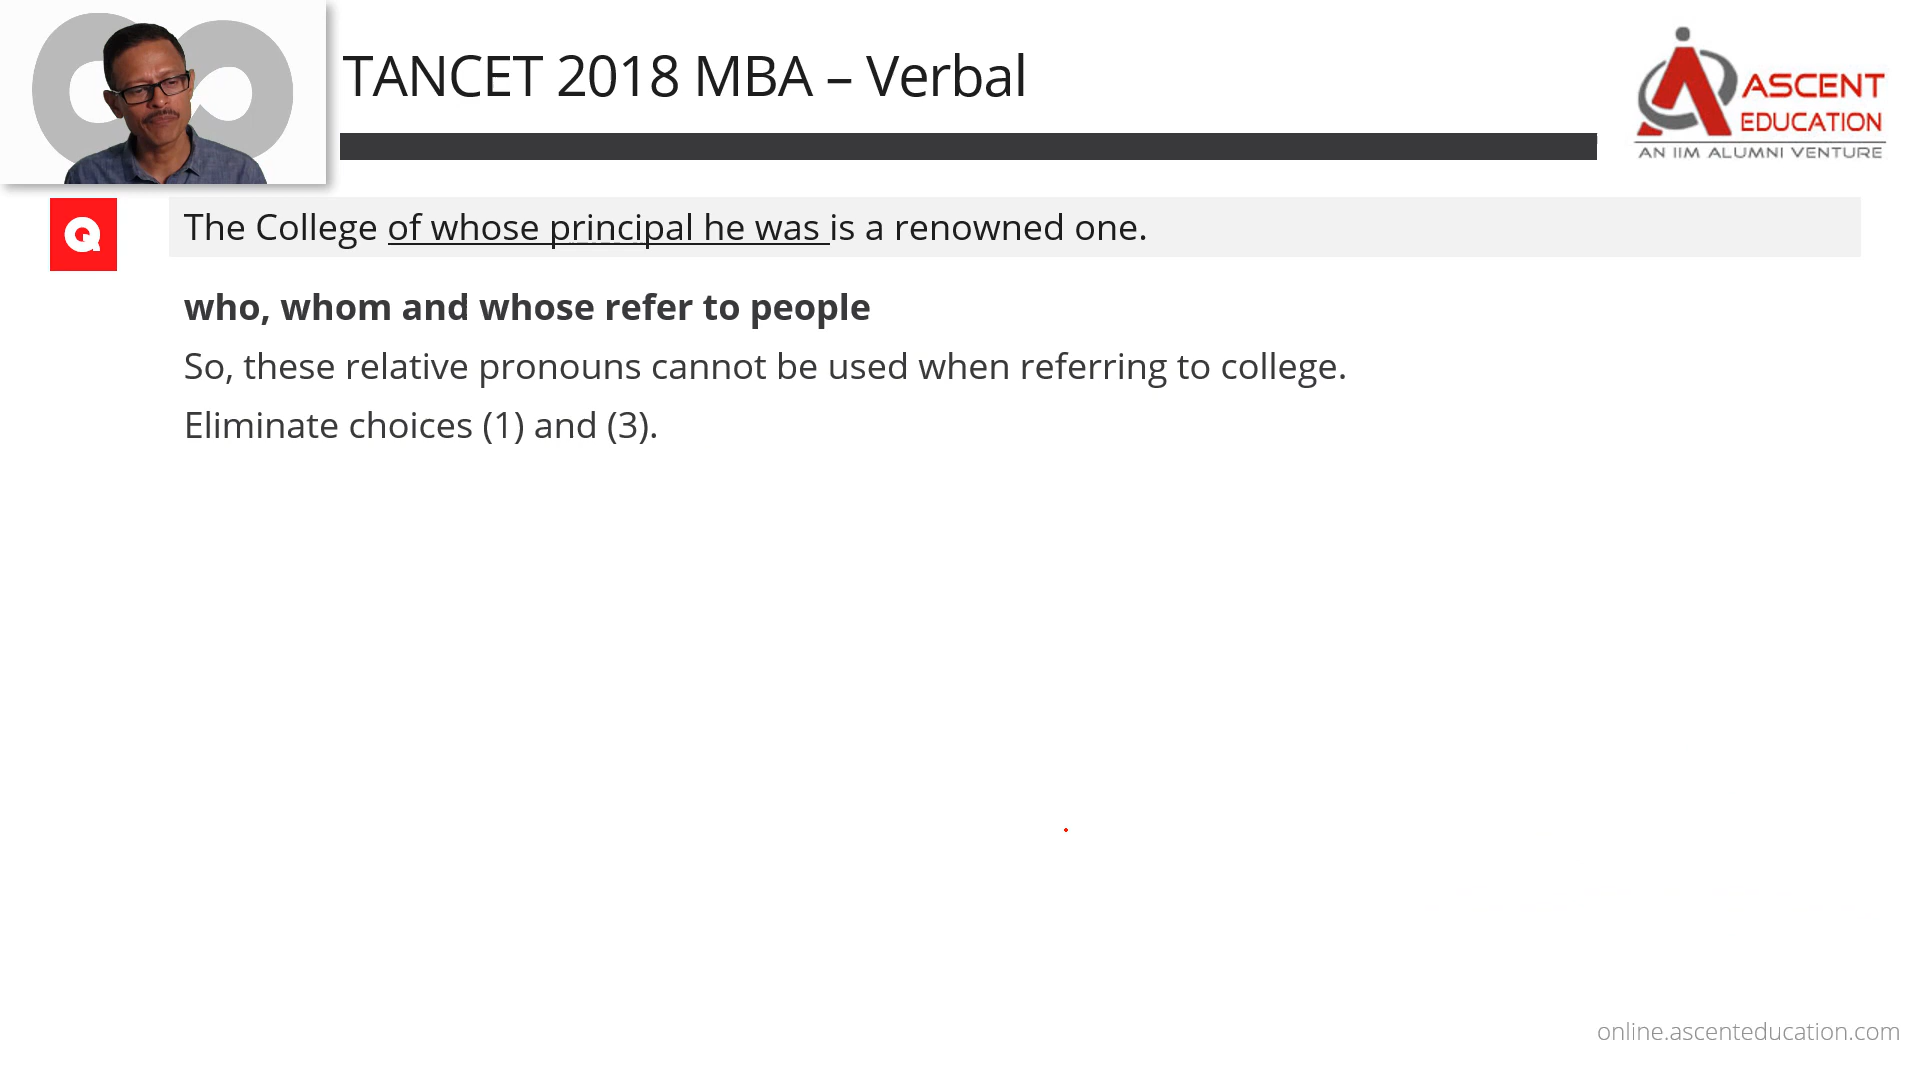 TANCET 2018 MBA – Verbal
ASCENT
EDUCATION
AN IIM ALUMNI VENTURE
Q
The College of whose principal he was is a renowned one.
who, whom and whose refer to people
So, these relative pronouns cannot be used when referring to college.
Eliminate choices (1) and (3).
online.ascenteducation.com